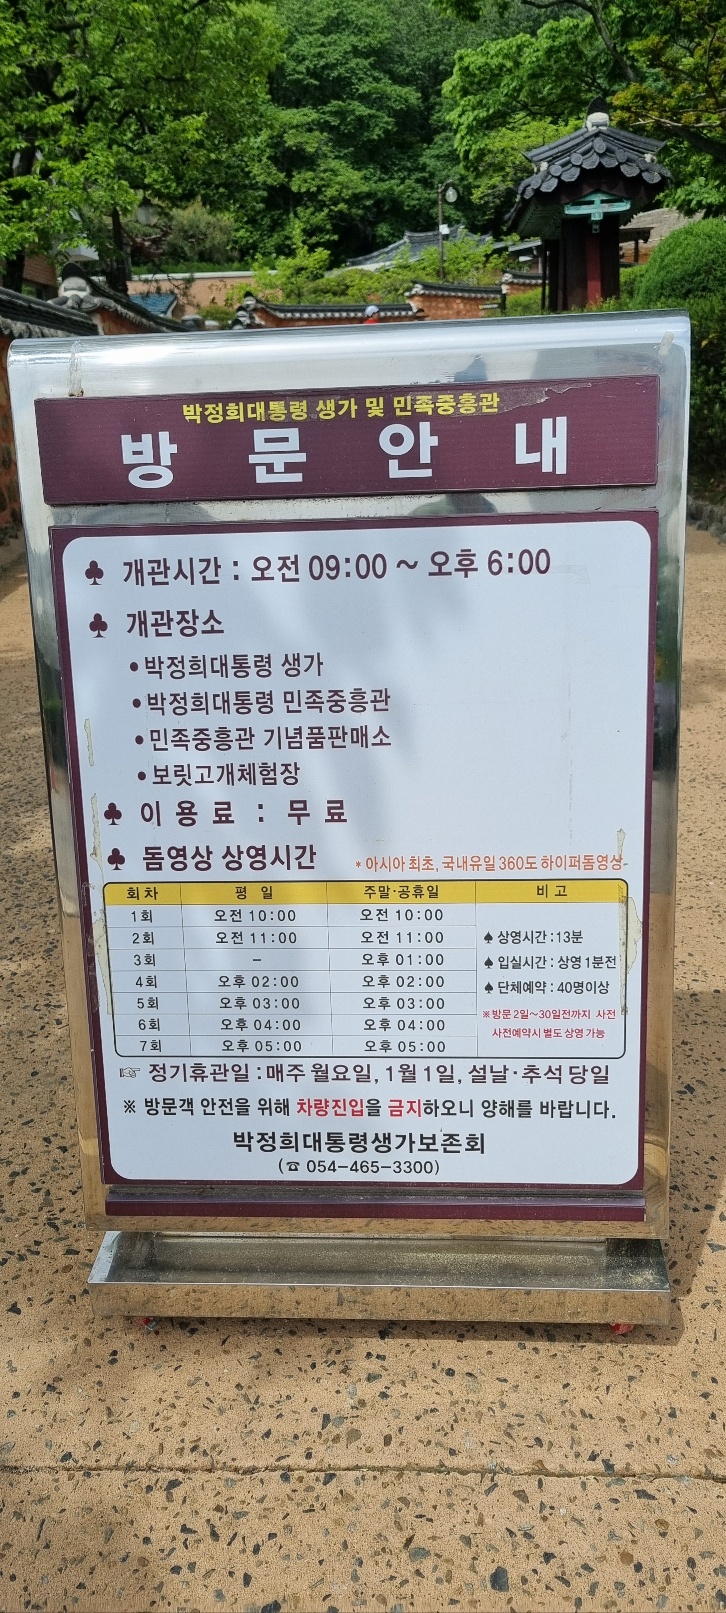 박정희대통령 생가 및 민족중흥관
방 문 안 내
♣ 개관시간 : 오전 09:00 ~ 오후 6:00
♣ 개관장소
• 박정희대통령 생가
• 박정희대통령 민족중흥관
• 민족중흥관 기념품판매소
• 보릿고개체험장
♣ 이 용 료 : 무 료
♣ 돔영상 상영시간 * 아시아 최초, 국내유일 360도 하이퍼돔영상
회 차 평 일 주말·공휴일 비 고
1회 오전 10:00 오전 10:00
2회 오전 11:00 오전 11:00
3회 – 오후 01:00
4회 오후 02:00 오후 02:00
5회 오후 03:00 오후 03:00
6회 오후 04:00 오후 04:00
7회 오후 05:00 오후 05:00
♠ 상영시간 : 13분
♠ 입실시간 : 상영 1분전
♠ 단체예약 : 40명이상
※ 방문 2일~30일전까지 사전
사전예약시 별도 상영 가능
☞ 정기휴관일 : 매주 월요일, 1월 1일, 설날·추석 당일
※ 방문객 안전을 위해 차량진입을 금지하오니 양해를 바랍니다.
박정희대통령생가보존회
(☎ 054–465–3300)